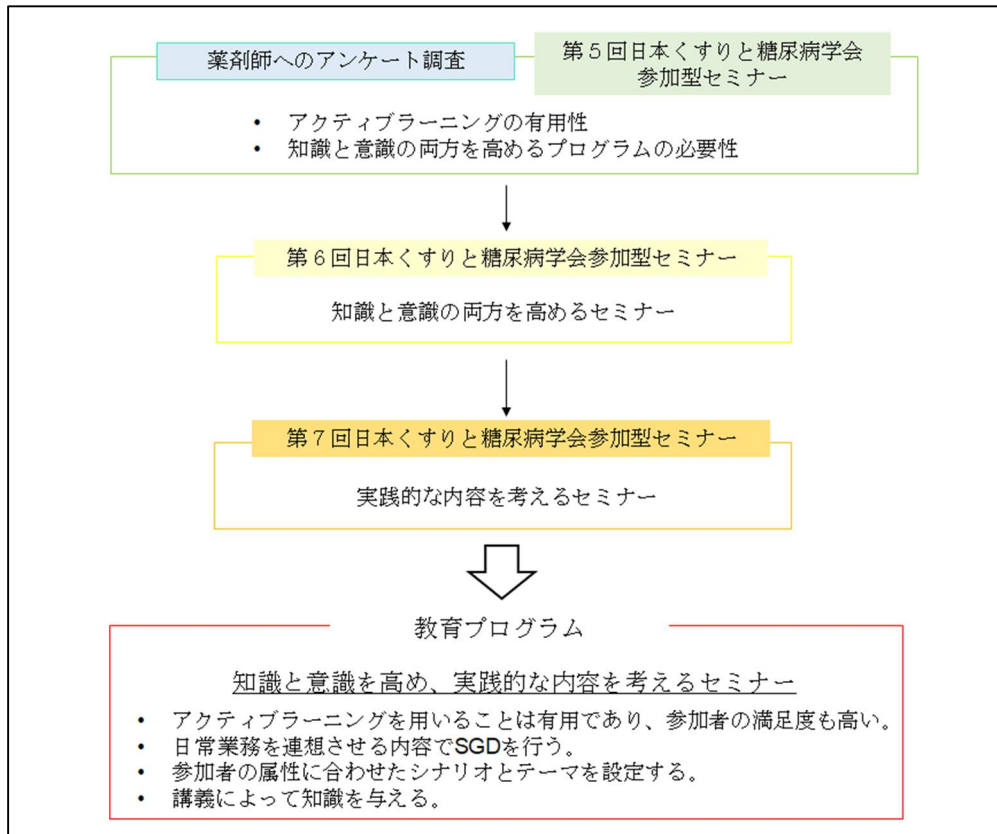 薬剤師へのアンケート調査
第５回日本くすりと糖尿病学会
参加型セミナー
• アクティブラーニングの有用性
• 知識と意識の両方を高めるプログラムの必要性
第６回日本くすりと糖尿病学会参加型セミナー
知識と意識の両方を高めるセミナー
第７回日本くすりと糖尿病学会参加型セミナー
実践的な内容を考えるセミナー
教育プログラム
知識と意識を高め、実践的な内容を考えるセミナー
• アクティブラーニングを用いることは有用であり、参加者の満足度も高い。
• 日常業務を連想させる内容でSGDを行う。
• 参加者の属性に合わせたシナリオとテーマを設定する。
• 講義によって知識を与える。